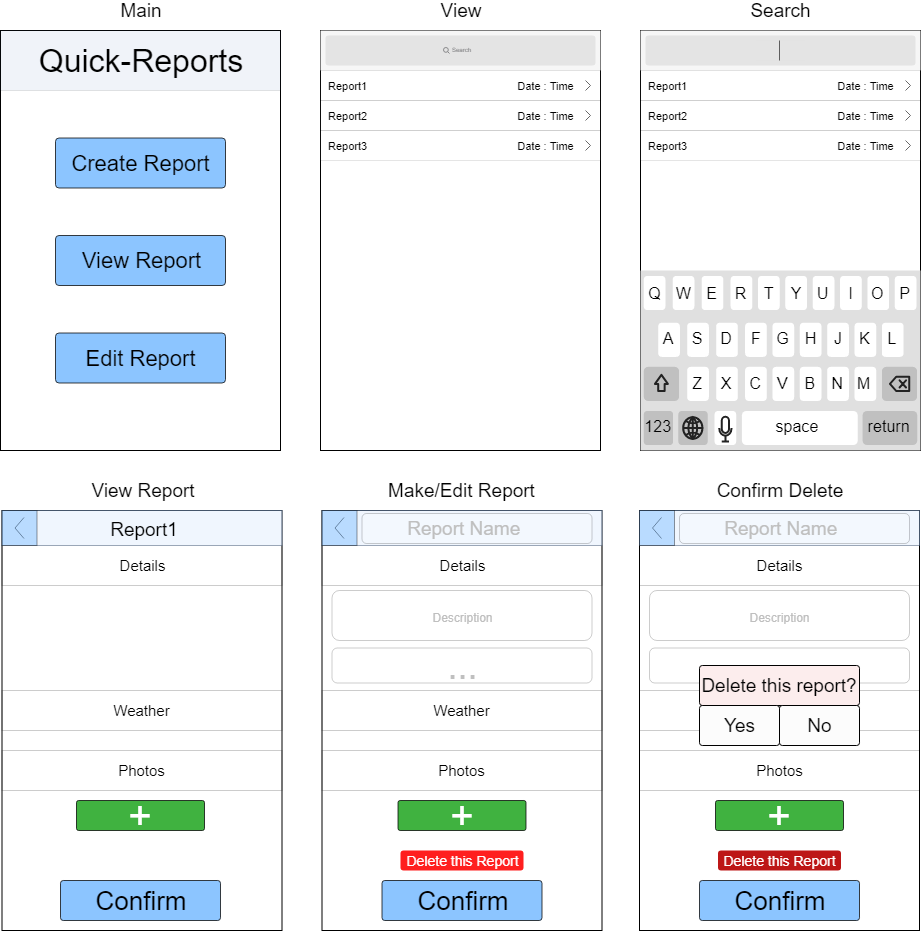 Main
Quick-Reports
Create Report
View Report
Edit Report
View
Search
Report1 Date : Time
Report2 Date : Time
Report3 Date : Time
Search
Report1 Date : Time
Report2 Date : Time
Report3 Date : Time
Q W E R T Y U I O P
A S D F G H J K L
Z X C V B N M
123 space return
View Report
Report1
Details
Weather
Photos
+
Confirm
Make/Edit Report
Report Name
Details
Description
...
Weather
Photos
+
Delete this Report
Confirm
Confirm Delete
Report Name
Details
Description
Delete this report?
Yes No
Photos
+
Delete this Report
Confirm